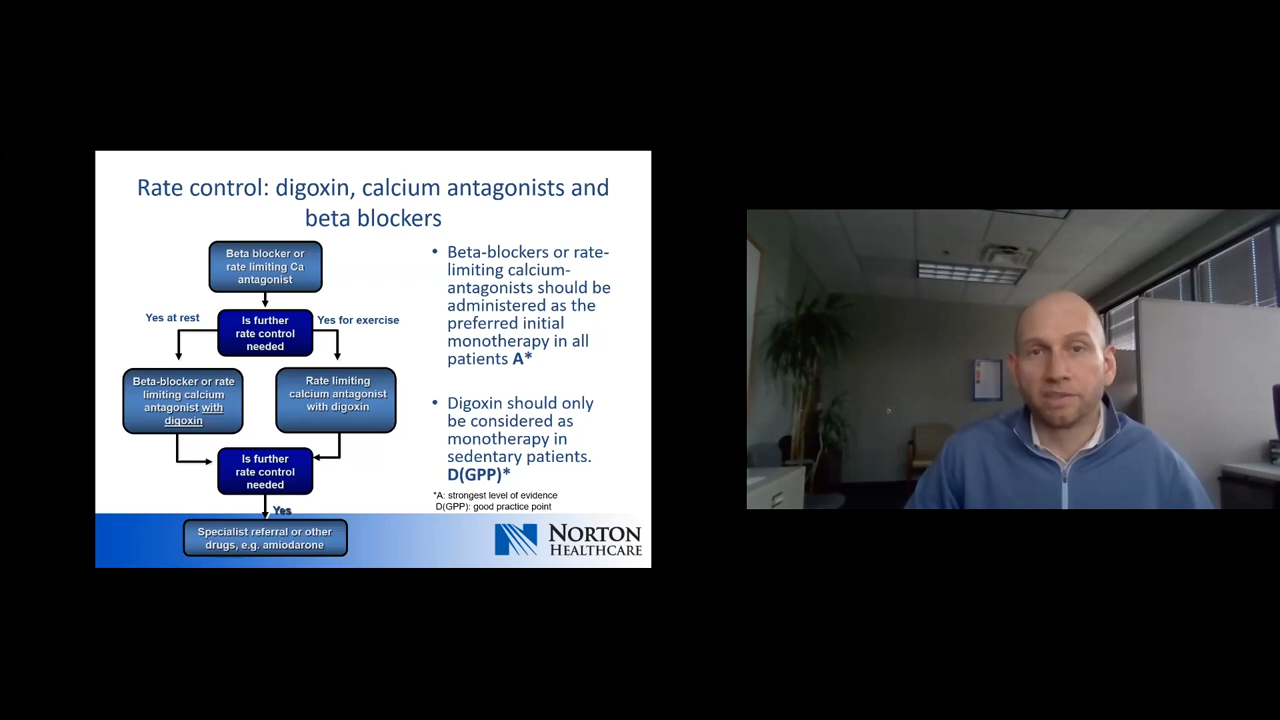 Rate control: digoxin, calcium antagonists and
beta blockers
Beta blocker or
rate limiting Ca
antagonist
Yes at rest
Is further
rate control
needed
Yes for exercise
Beta-blocker or rate
limiting calcium
antagonist with
digoxin
Rate limiting
calcium antagonist
with digoxin
Is further
rate control
needed
Yes
Specialist referral or other
drugs, e.g. amiodarone
• Beta-blockers or rate-
limiting calcium-
antagonists should be
administered as the
preferred initial
monotherapy in all
patients A*
• Digoxin should only
be considered as
monotherapy in
sedentary patients.
D(GPP)*
*A: strongest level of evidence
D(GPP): good practice point
NORTON
HEALTHCARE